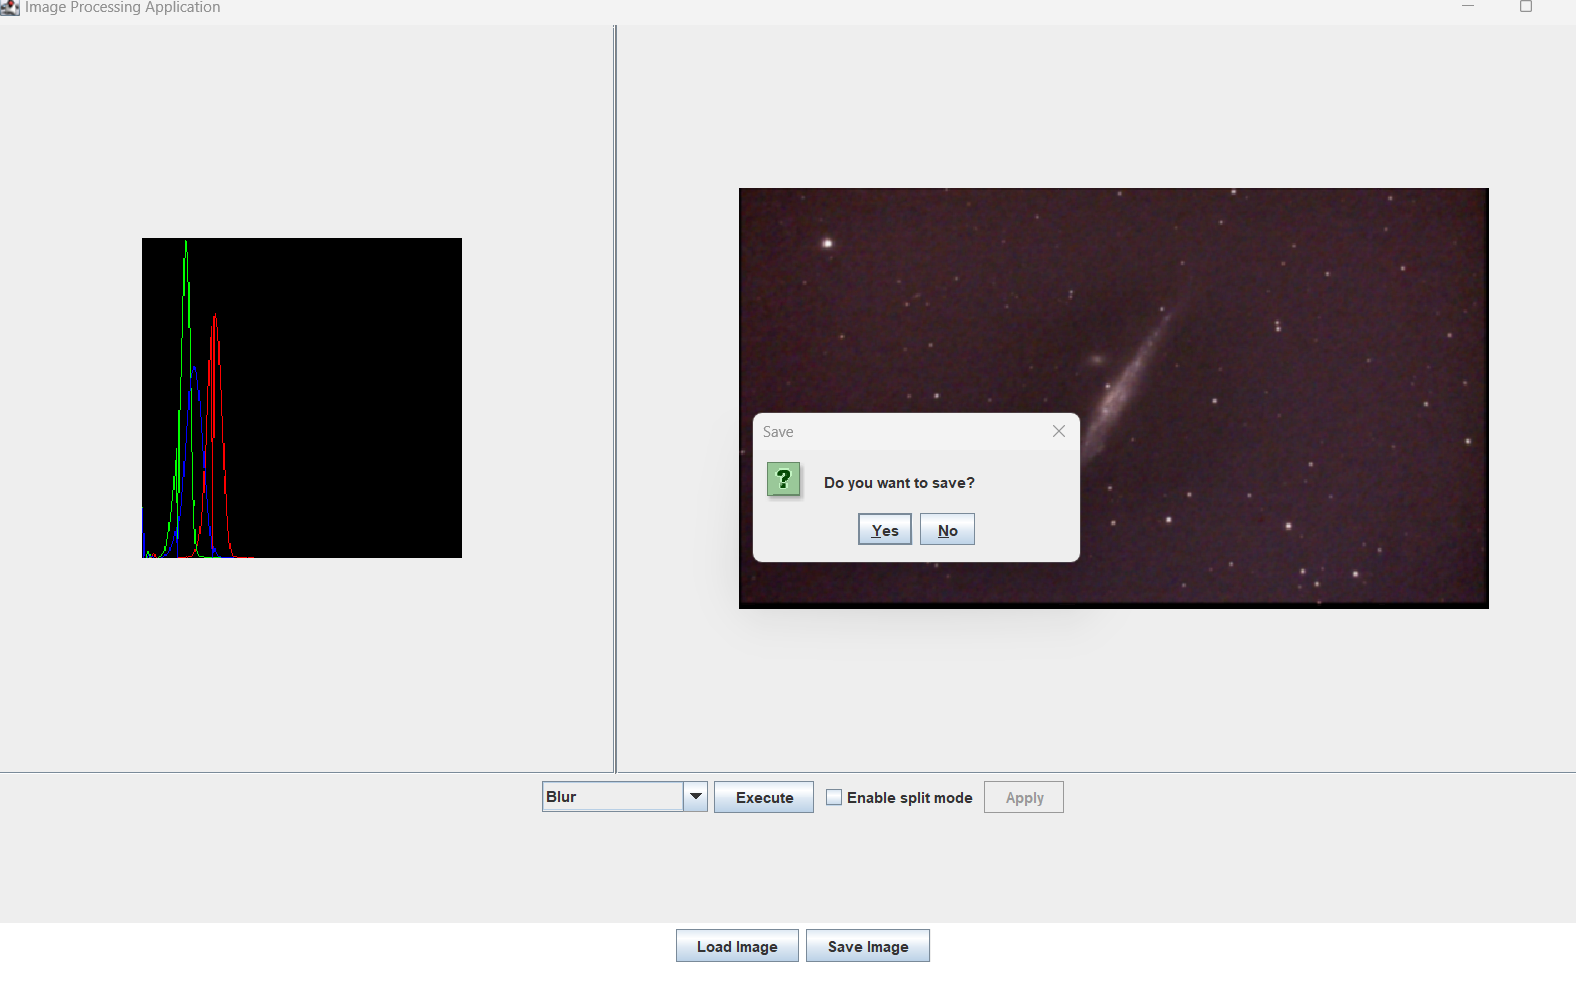 Image Processing Application
Save
?
Do you want to save?
Yes No
Blur Execute Enable split mode Apply
Load Image Save Image